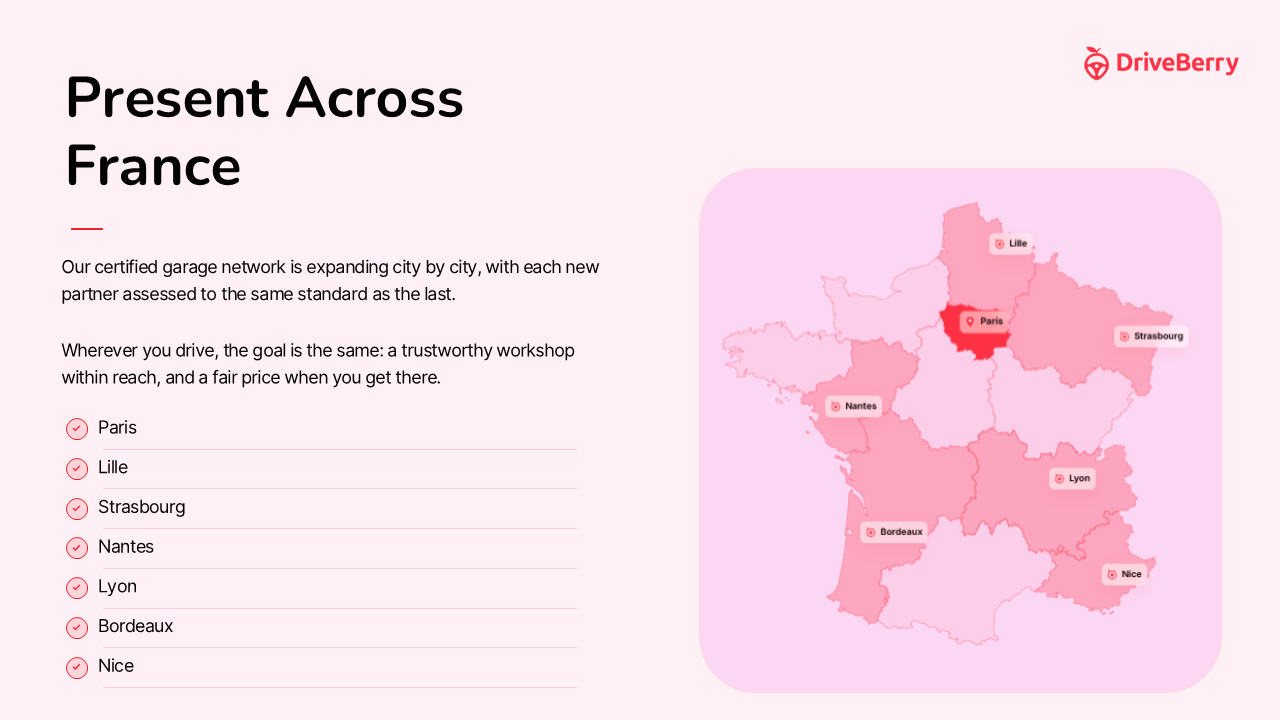 DriveBerry
Present Across
France
Our certified garage network is expanding city by city, with each new
partner assessed to the same standard as the last.
Wherever you drive, the goal is the same: a trustworthy workshop
within reach, and a fair price when you get there.
Paris
Lille
Strasbourg
Nantes
Lyon
Bordeaux
Nice
Lille
Paris
Strasbourg
Nantes
Lyon
Bordeaux
Nice